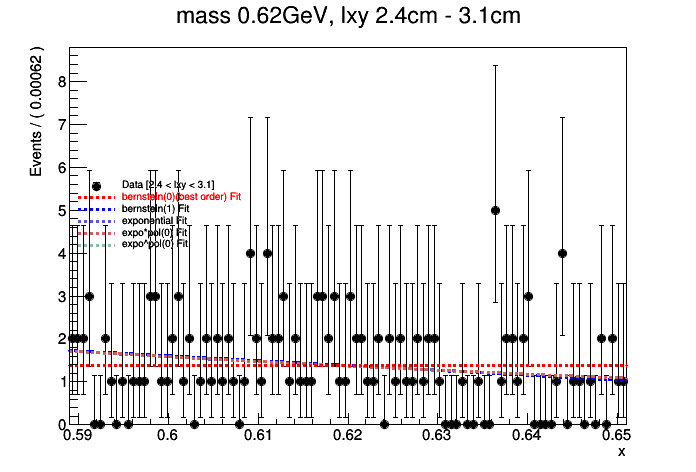 mass 0.62GeV, lxy 2.4cm - 3.1cm
Events / ( 0.00062 )
8
7
6
5
4
3
2
1
0
Data [2.4 < lxy < 3.1]
bernstein(0)(best order) Fit
bernstein(1) Fit
exponential Fit
expo*pol(0) Fit
expo^pol(0) Fit
0.59 0.6 0.61 0.62 0.63 0.64 0.65
x